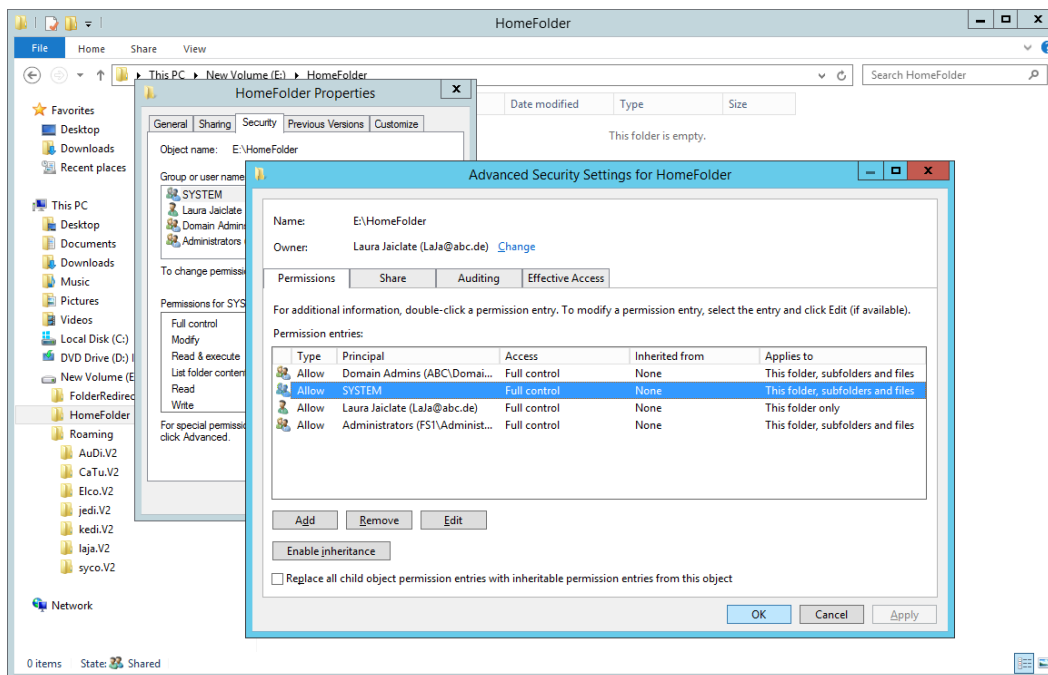 HomeFolder
File Home Share View
This PC New Volume (E:) HomeFolder
Search HomeFolder
Favorites
Desktop
Downloads
Recent places
This PC
Desktop
Documents
Downloads
Music
Pictures
Videos
Local Disk (C:)
DVD Drive (D:) I
New Volume (E
FolderRedirec
HomeFolder
Roaming
AuDi.V2
CaTu.V2
Elco.V2
jedi.V2
kedi.V2
laja.V2
syco.V2
Network
0 items State: Shared
Date modified Type Size
This folder is empty.
HomeFolder Properties
General Sharing Security Previous Versions Customize
Object name: E:\HomeFolder
Group or user name
SYSTEM
Laura Jaiclate
Domain Admins
Administrators
To change permissi
Permissions for SYS
Full control
Modify
Read & execute
List folder conten
Read
Write
For special permissio
click Advanced.
Advanced Security Settings for HomeFolder
Name: E:\HomeFolder
Owner: Laura Jaiclate (LaJa@abc.de) Change
Permissions Share Auditing Effective Access
For additional information, double-click a permission entry. To modify a permission entry, select the entry and click Edit (if available).
Permission entries:
Type Principal Access Inherited from Applies to
Allow Domain Admins (ABC\Domai... Full control None This folder, subfolders and files
Allow SYSTEM Full control None This folder, subfolders and files
Allow Laura Jaiclate (LaJa@abc.de) Full control None This folder only
Allow Administrators (FS1\Administ... Full control None This folder, subfolders and files
Add Remove Edit
Enable inheritance
Replace all child object permission entries with inheritable permission entries from this object
OK Cancel Apply